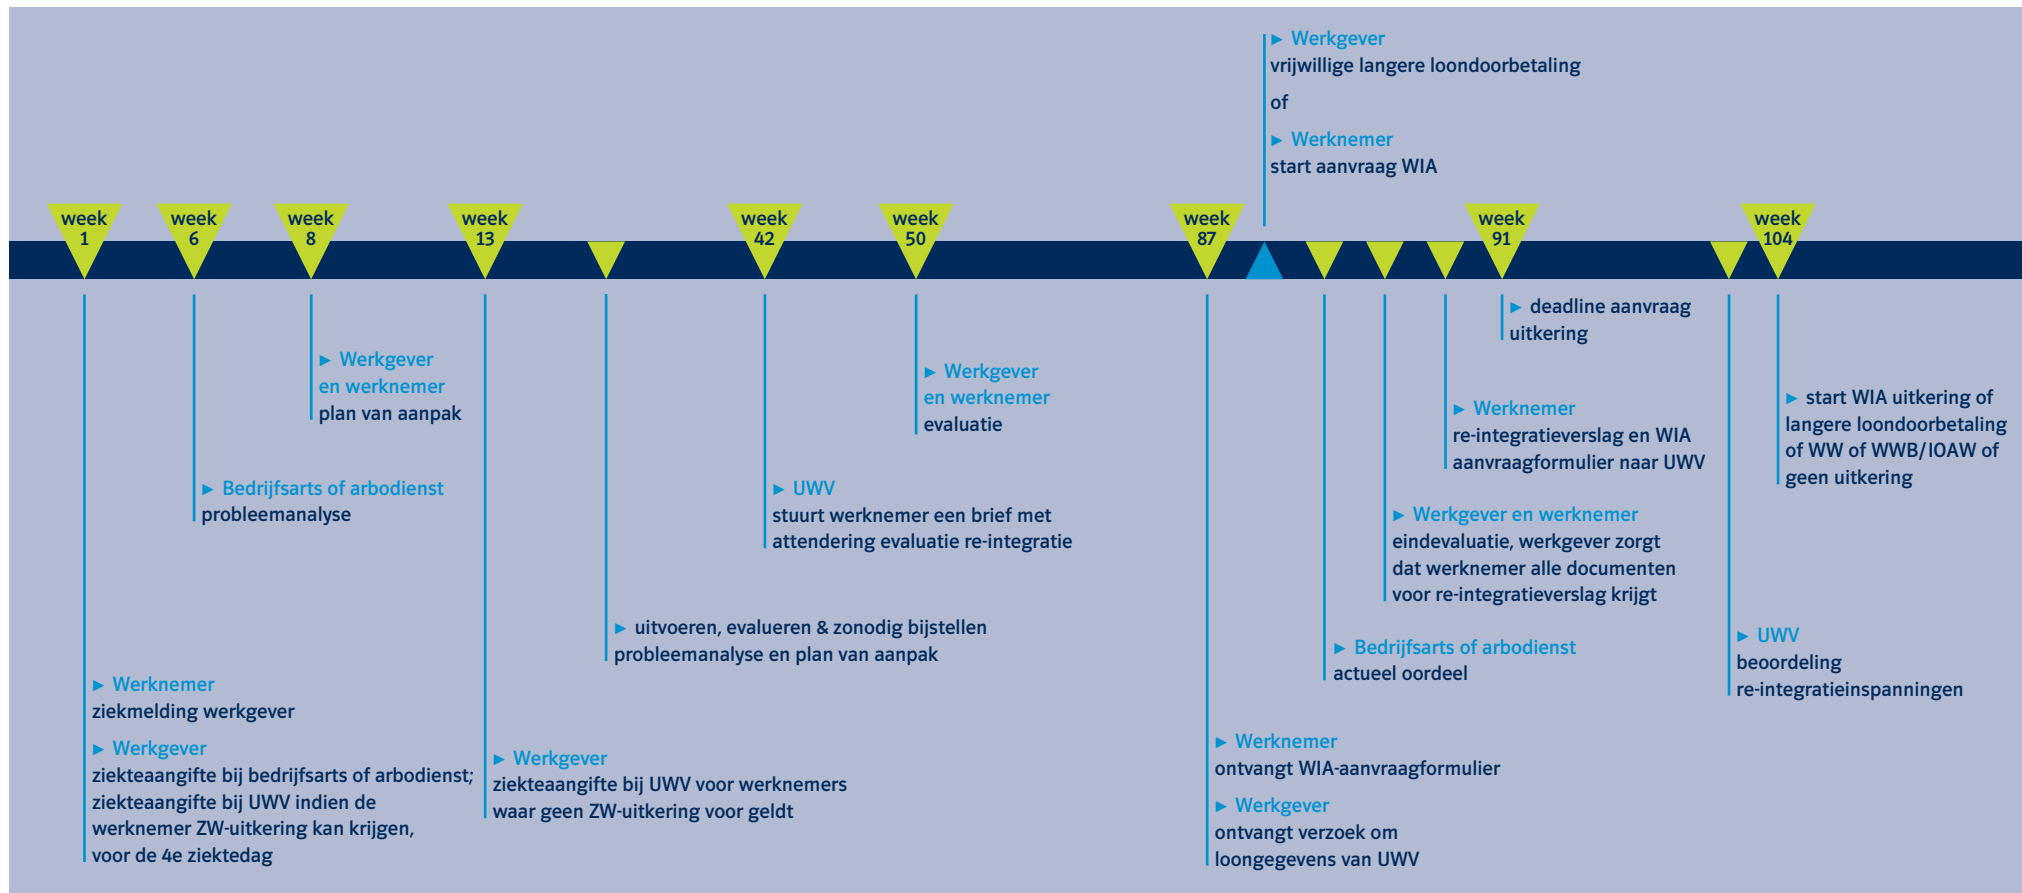 ► Werkgever
vrijwillige langere loondoorbetaling
of
► Werknemer
start aanvraag WIA
week
1
week
6
week
8
week
13
week
42
week
50
week
87
week
91
week
104
► Werknemer
ziekmelding werkgever
► Werkgever
ziekteaangifte bij bedrijfsarts of arbodienst;
ziekteaangifte bij UWV indien de
werknemer ZW-uitkering kan krijgen,
voor de 4e ziektedag
► Bedrijfsarts of arbodienst
probleemanalyse
► Werkgever
en werknemer
plan van aanpak
► Werkgever
ziekteaangifte bij UWV voor werknemers
waar geen ZW-uitkering voor geldt
► uitvoeren, evalueren & zonodig bijstellen
probleemanalyse en plan van aanpak
► UWV
stuurt werknemer een brief met
attendering evaluatie re-integratie
► Werkgever
en werknemer
evaluatie
► Werknemer
ontvangt WIA-aanvraagformulier
► Werkgever
ontvangt verzoek om
loongegevens van UWV
► Bedrijfsarts of arbodienst
actueel oordeel
► Werkgever en werknemer
eindevaluatie, werkgever zorgt
dat werknemer alle documenten
voor re-integratieverslag krijgt
► Werknemer
re-integratieverslag en WIA
aanvraagformulier naar UWV
► deadline aanvraag
uitkering
► UWV
beoordeling
re-integratieinspanningen
► start WIA uitkering of
langere loondoorbetaling
of WW of WWB/IOAW of
geen uitkering